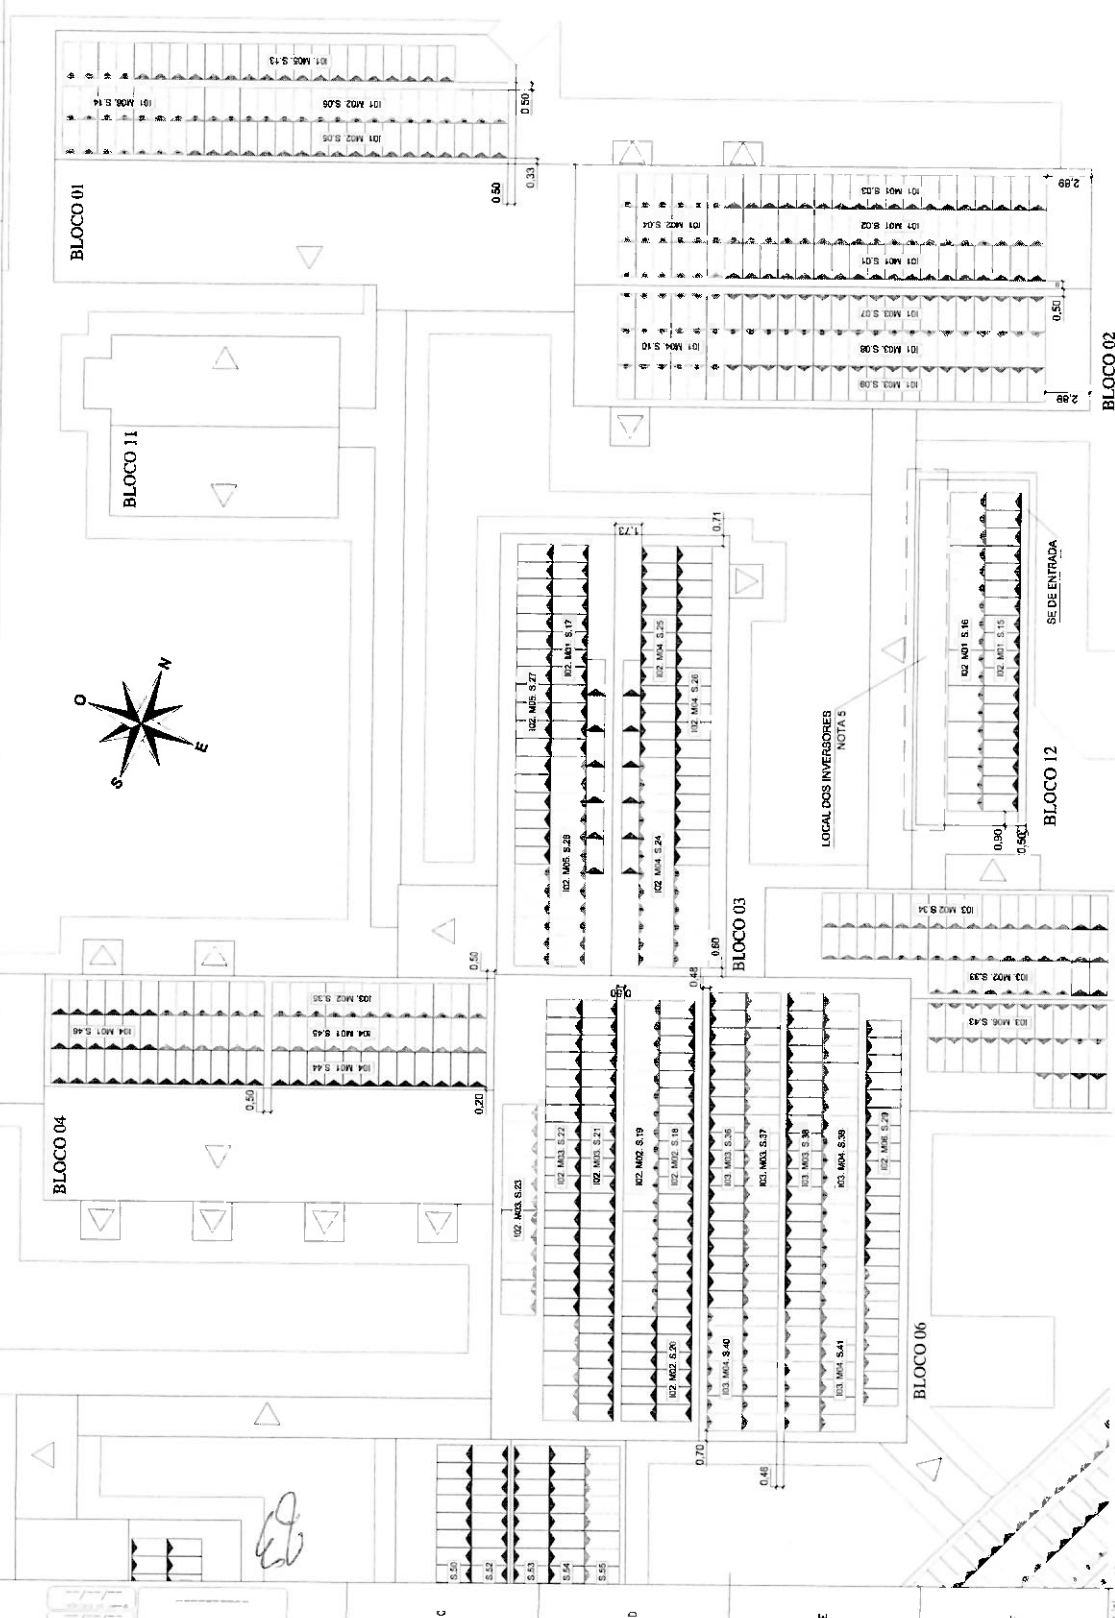 I01. M05. S.13
I01. M06. S.14
I01. M02. S.06
I01. M02. S.05
0.50
0.50
0.33
BLOCO 01
I01 M01 S.03
I01 M02. S.04
I01 M01 S.02
I01 M01 S.01
2,89
I01 M03. S.07
0,50
I01 M04. S.10
I01 M03. S.08
I01 M03. S.09
2,89
BLOCO 02
BLOCO 11
O
N
S
E
1,73
0.71
I02. M05. S.27
I02. M01 S.17
I02. M04 S.25
I02. M04. S.26
I02. M05. S.28
I02. M04 S.24
BLOCO 03
0.60
I02 M01 S.16
I02. M01 S.15
SE DE ENTRADA
LOCAL DOS INVERSORES
NOTA 5
0,90
0,50
BLOCO 12
I03 M02 S.34
I03 M02. S.33
I03 M06. S.43
0.50
0.48
I03. M02 S.35
I04 M01 S.46
I04. M01 S.45
I04 M01 S.44
0,50
0,20
BLOCO 04
I02 M03. S.23
I02. M03 S.22
I02. M03. S.21
I02. M02. S.19
I02. M02. S.18
I02. M02. S.20
I03. M03. S.36
I03. M03. S.37
I03. M03. S.38
I03. M04. S.39
I02. M06. S.29
I03. M04. S.40
I03. M04. S.41
0.70
0.46
BLOCO 06
S.50
S.52
S.53
S.54
S.55
C
D
E